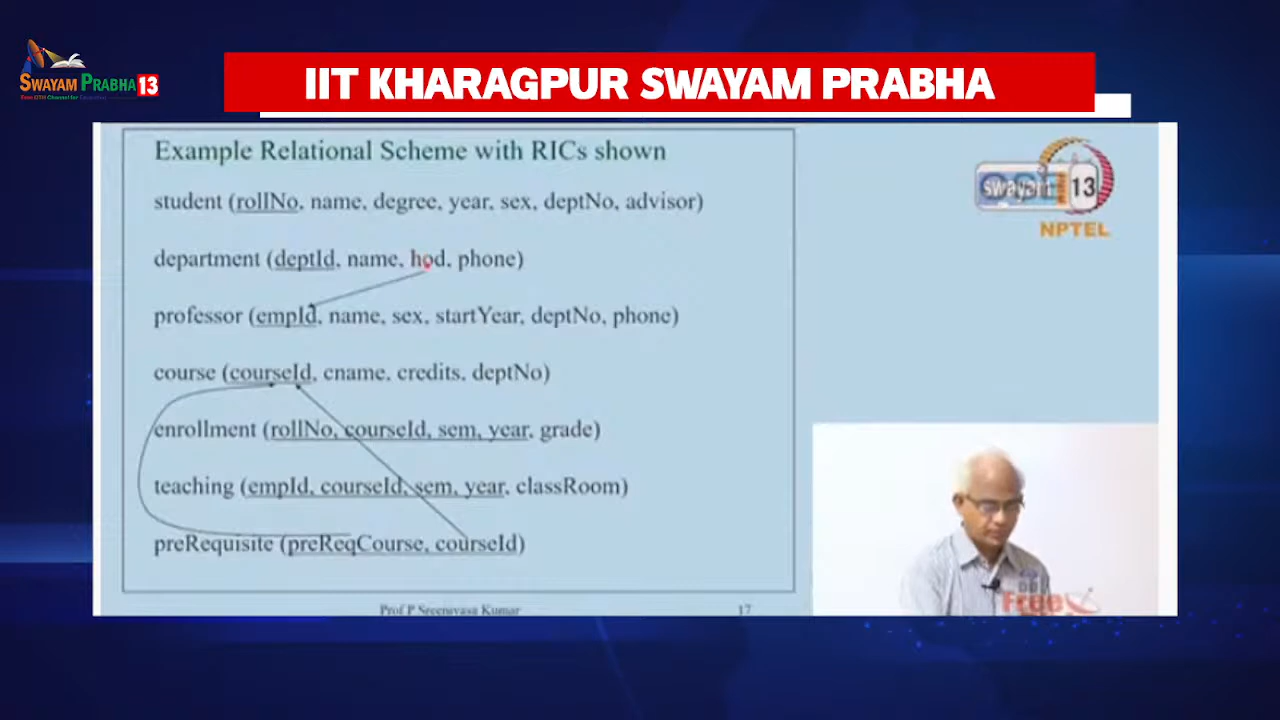 SWAYAM PRABHA 13
IIT KHARAGPUR SWAYAM PRABHA
Example Relational Scheme with RICs shown
student (rollNo, name, degree, year, sex, deptNo, advisor)
swayam 13
NPTEL
department (deptId, name, hod, phone)
professor (empId, name, sex, startYear, deptNo, phone)
course (courseId, cname, credits, deptNo)
enrollment (rollNo, courseId, sem, year, grade)
teaching (empId, courseId, sem, year, classRoom)
preRequisite (preReqCourse, courseId)
Prof P Sreenivasa Kumar
17
DD
Free